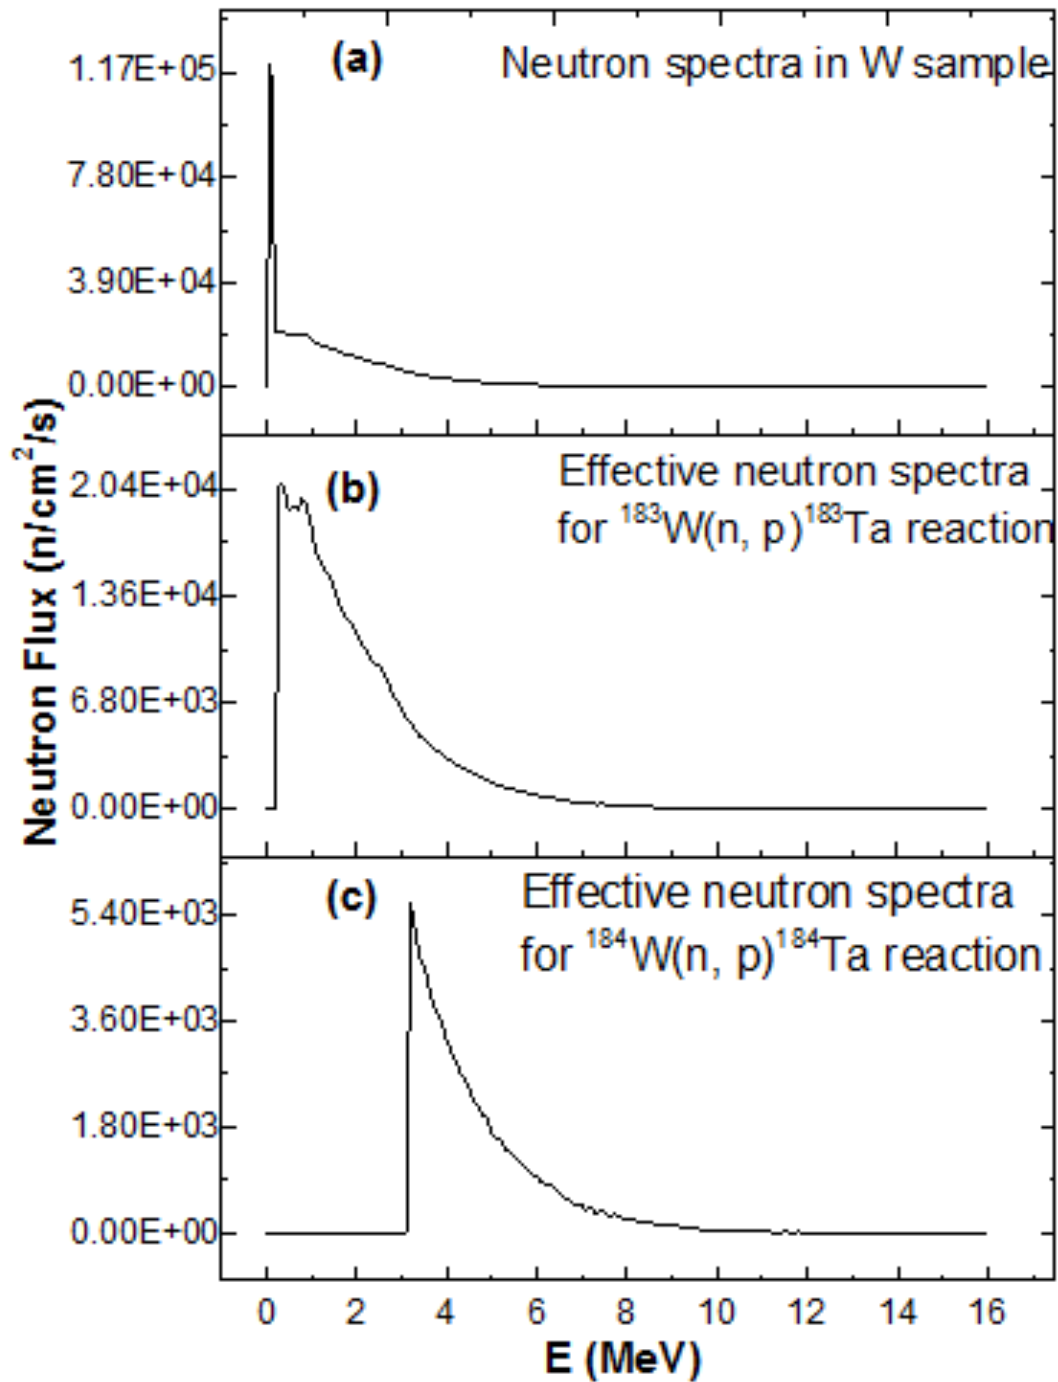 (a) Neutron spectra in W sample
1.17E+05
7.80E+04
3.90E+04
0.00E+00
(b) Effective neutron spectra
for ¹⁸³W(n, p)¹⁸³Ta reaction
2.04E+04
1.36E+04
6.80E+03
0.00E+00
(c) Effective neutron spectra
for ¹⁸⁴W(n, p)¹⁸⁴Ta reaction
5.40E+03
3.60E+03
1.80E+03
0.00E+00
Neutron Flux (n/cm²/s)
0 2 4 6 8 10 12 14 16
E (MeV)